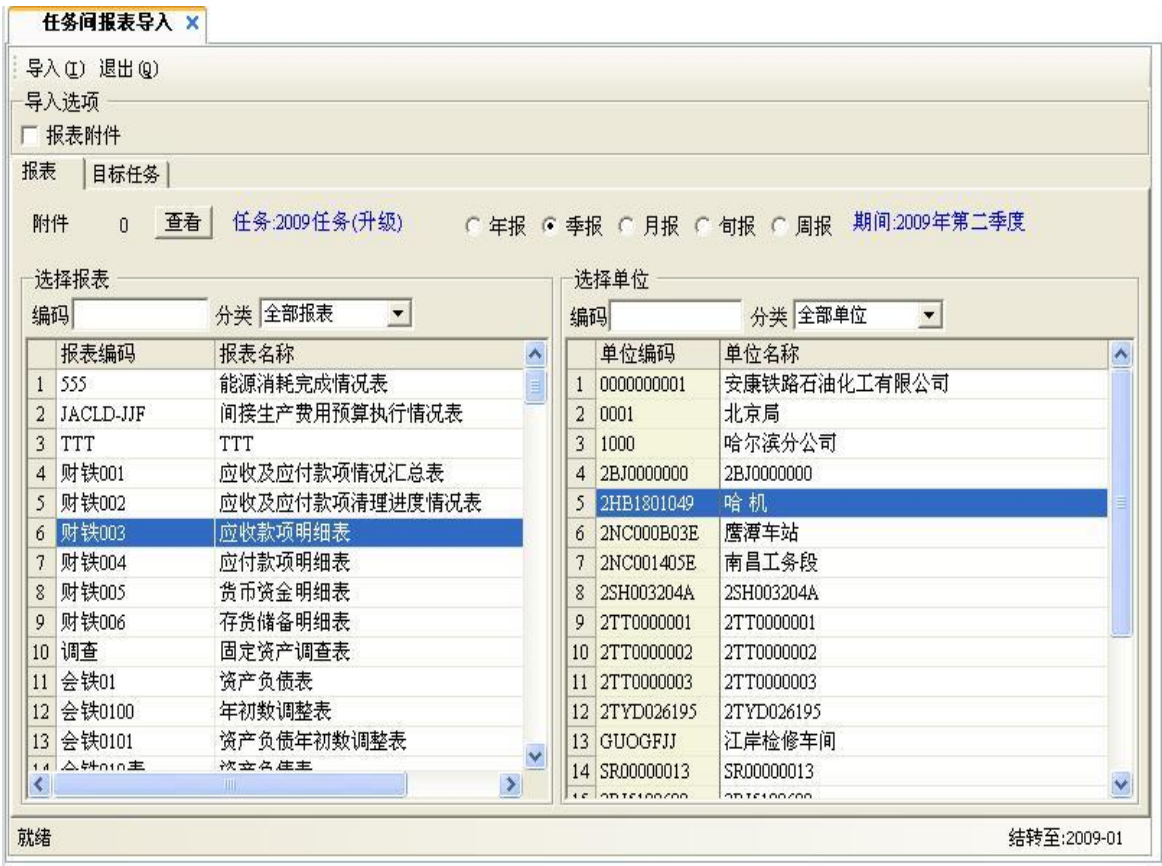 任务间报表导入 ×
导入(I) 退出(Q)
导入选项
报表附件
报表 目标任务
附件 0 查看 任务:2009任务(升级) 年报 季报 月报 旬报 周报 期间:2009年第二季度
选择报表
编码 分类 全部报表
报表编码 报表名称
1 555 能源消耗完成情况表
2 JACLD-JJF 间接生产费用预算执行情况表
3 TTT TTT
4 财铁001 应收及应付款项情况汇总表
5 财铁002 应收及应付款项清理进度情况表
6 财铁003 应收款项明细表
7 财铁004 应付款项明细表
8 财铁005 货币资金明细表
9 财铁006 存货储备明细表
10 调查 固定资产调查表
11 会铁01 资产负债表
12 会铁0100 年初数调整表
13 会铁0101 资产负债年初数调整表
14 会铁010表 资产负债表
选择单位
编码 分类 全部单位
单位编码 单位名称
1 0000000001 安康铁路石油化工有限公司
2 0001 北京局
3 1000 哈尔滨分公司
4 2BJ0000000 2BJ0000000
5 2HB1801049 哈 机
6 2NC000B03E 鹰潭车站
7 2NC001405E 南昌工务段
8 2SH003204A 2SH003204A
9 2TT0000001 2TT0000001
10 2TT0000002 2TT0000002
11 2TT0000003 2TT0000003
12 2TYD026195 2TYD026195
13 GUOGFJJ 江岸检修车间
14 SR00000013 SR00000013
就绪 结转至:2009-01